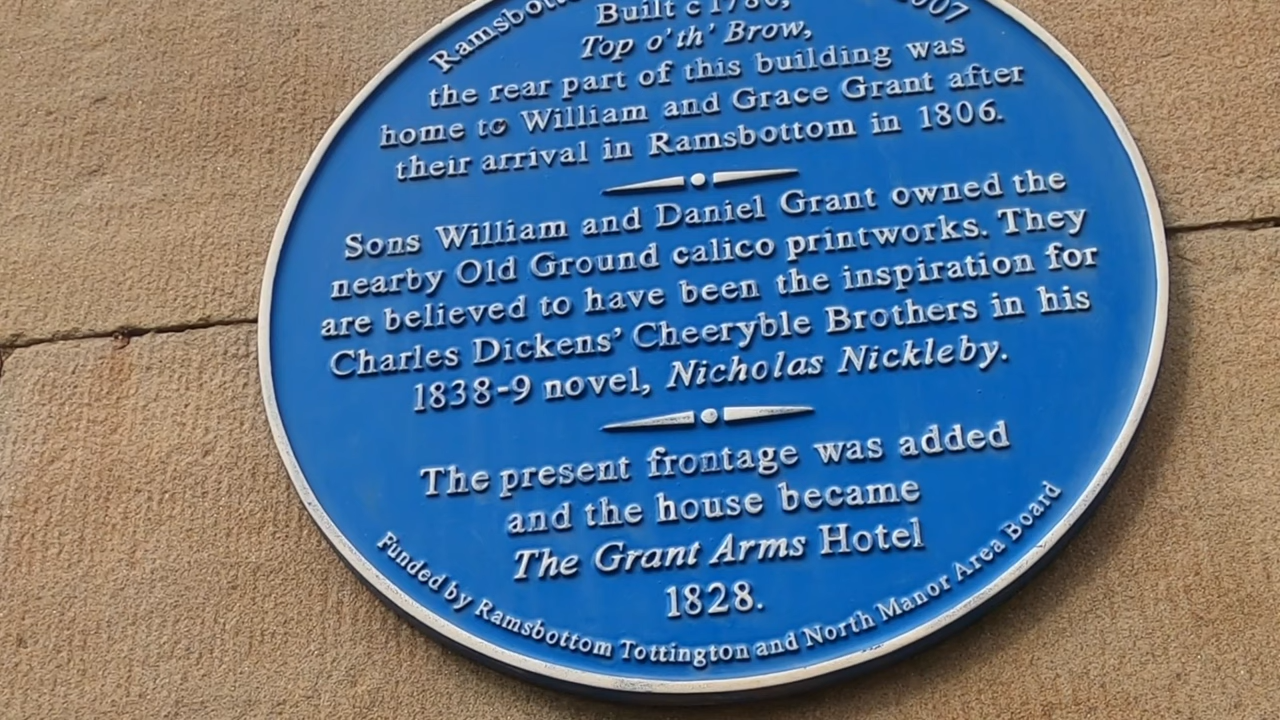 2007
Built c 1780,
Top o' th' Brow,
the rear part of this building was
home to William and Grace Grant after
their arrival in Ramsbottom in 1806.
Sons William and Daniel Grant owned the
nearby Old Ground calico printworks. They
are believed to have been the inspiration for
Charles Dickens' Cheeryble Brothers in his
1838-9 novel, Nicholas Nickleby.
The present frontage was added
and the house became
The Grant Arms Hotel
1828.
Funded by Ramsbottom Tottington and North Manor Area Board